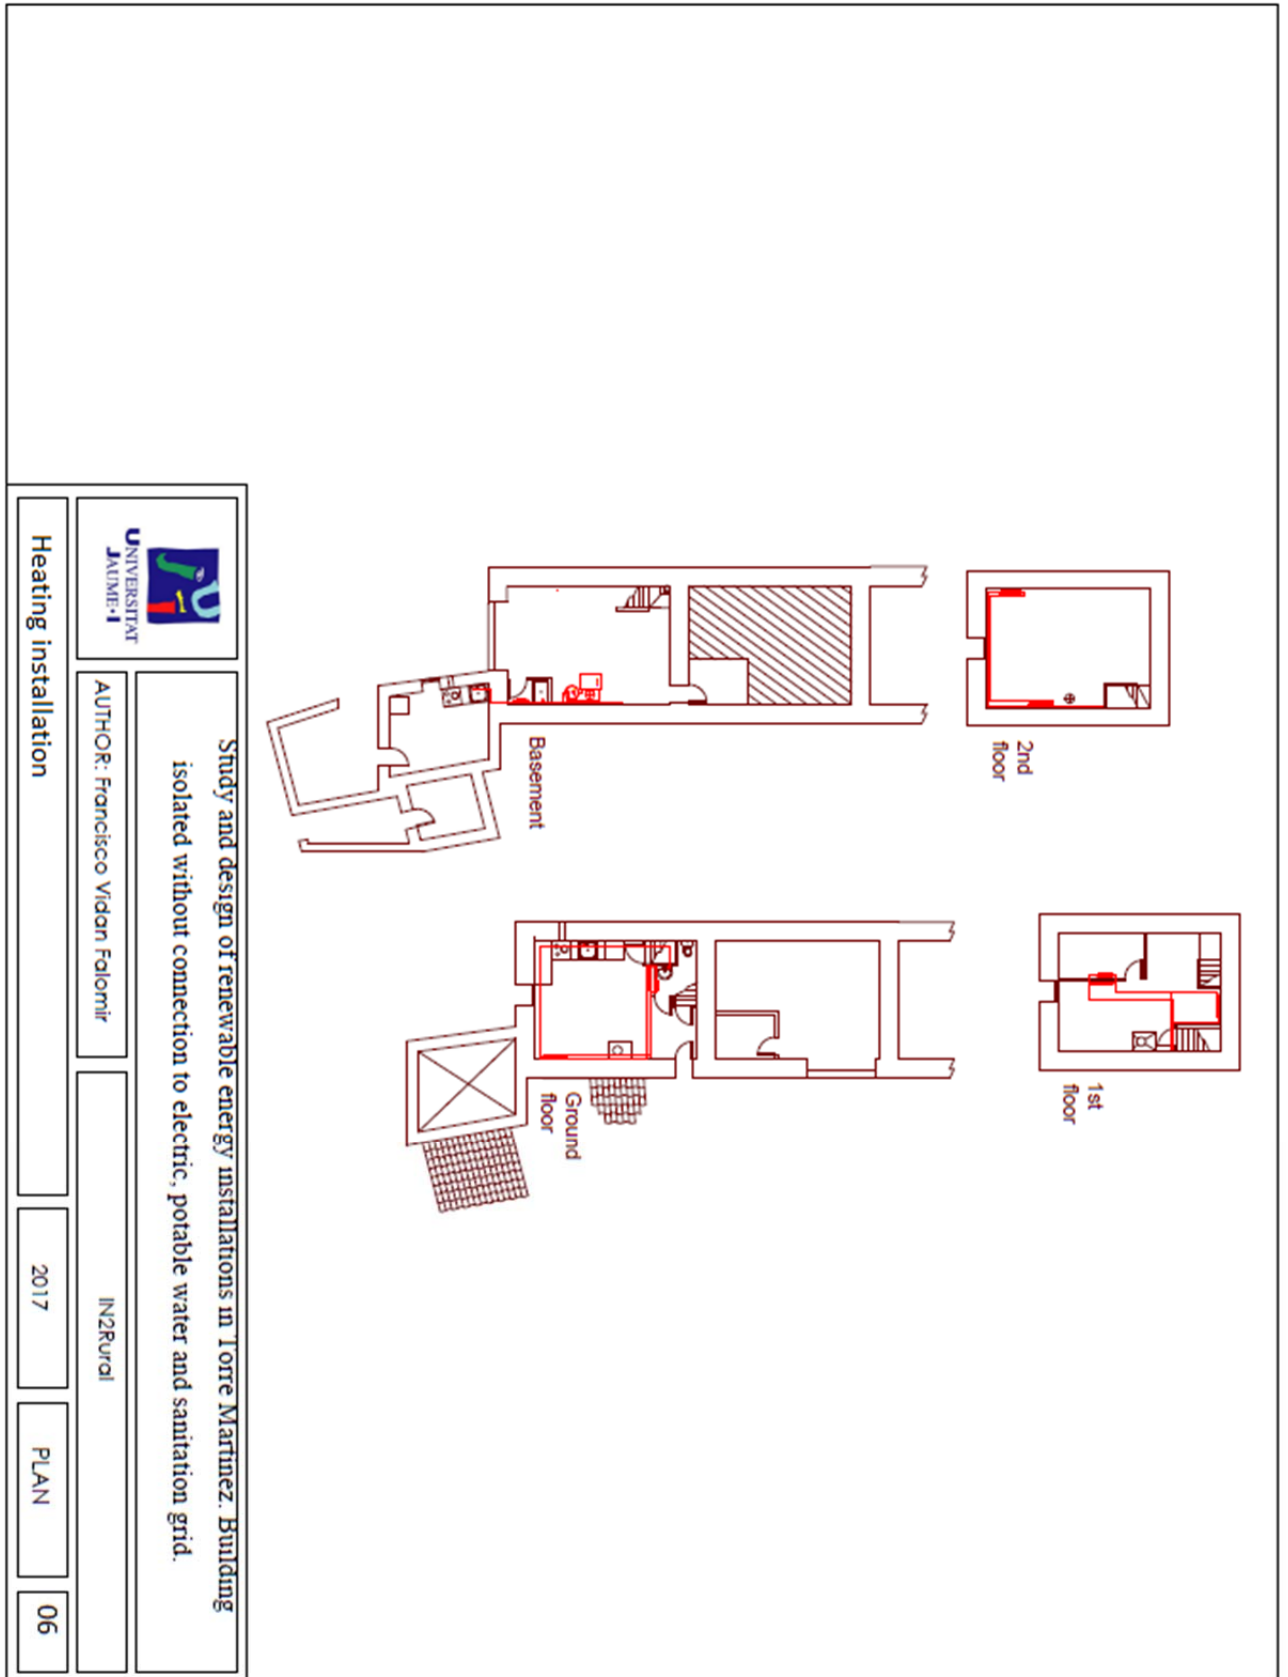 2nd
floor
1st
floor
Basement
Ground
floor
UNIVERSITAT
JAUME·I
Study and design of renewable energy installations in Torre Martinez. Building
isolated without connection to electric, potable water and sanitation grid.
AUTHOR: Francisco Vidan Falomir
IN2Rural
Heating installation
2017
PLAN
06